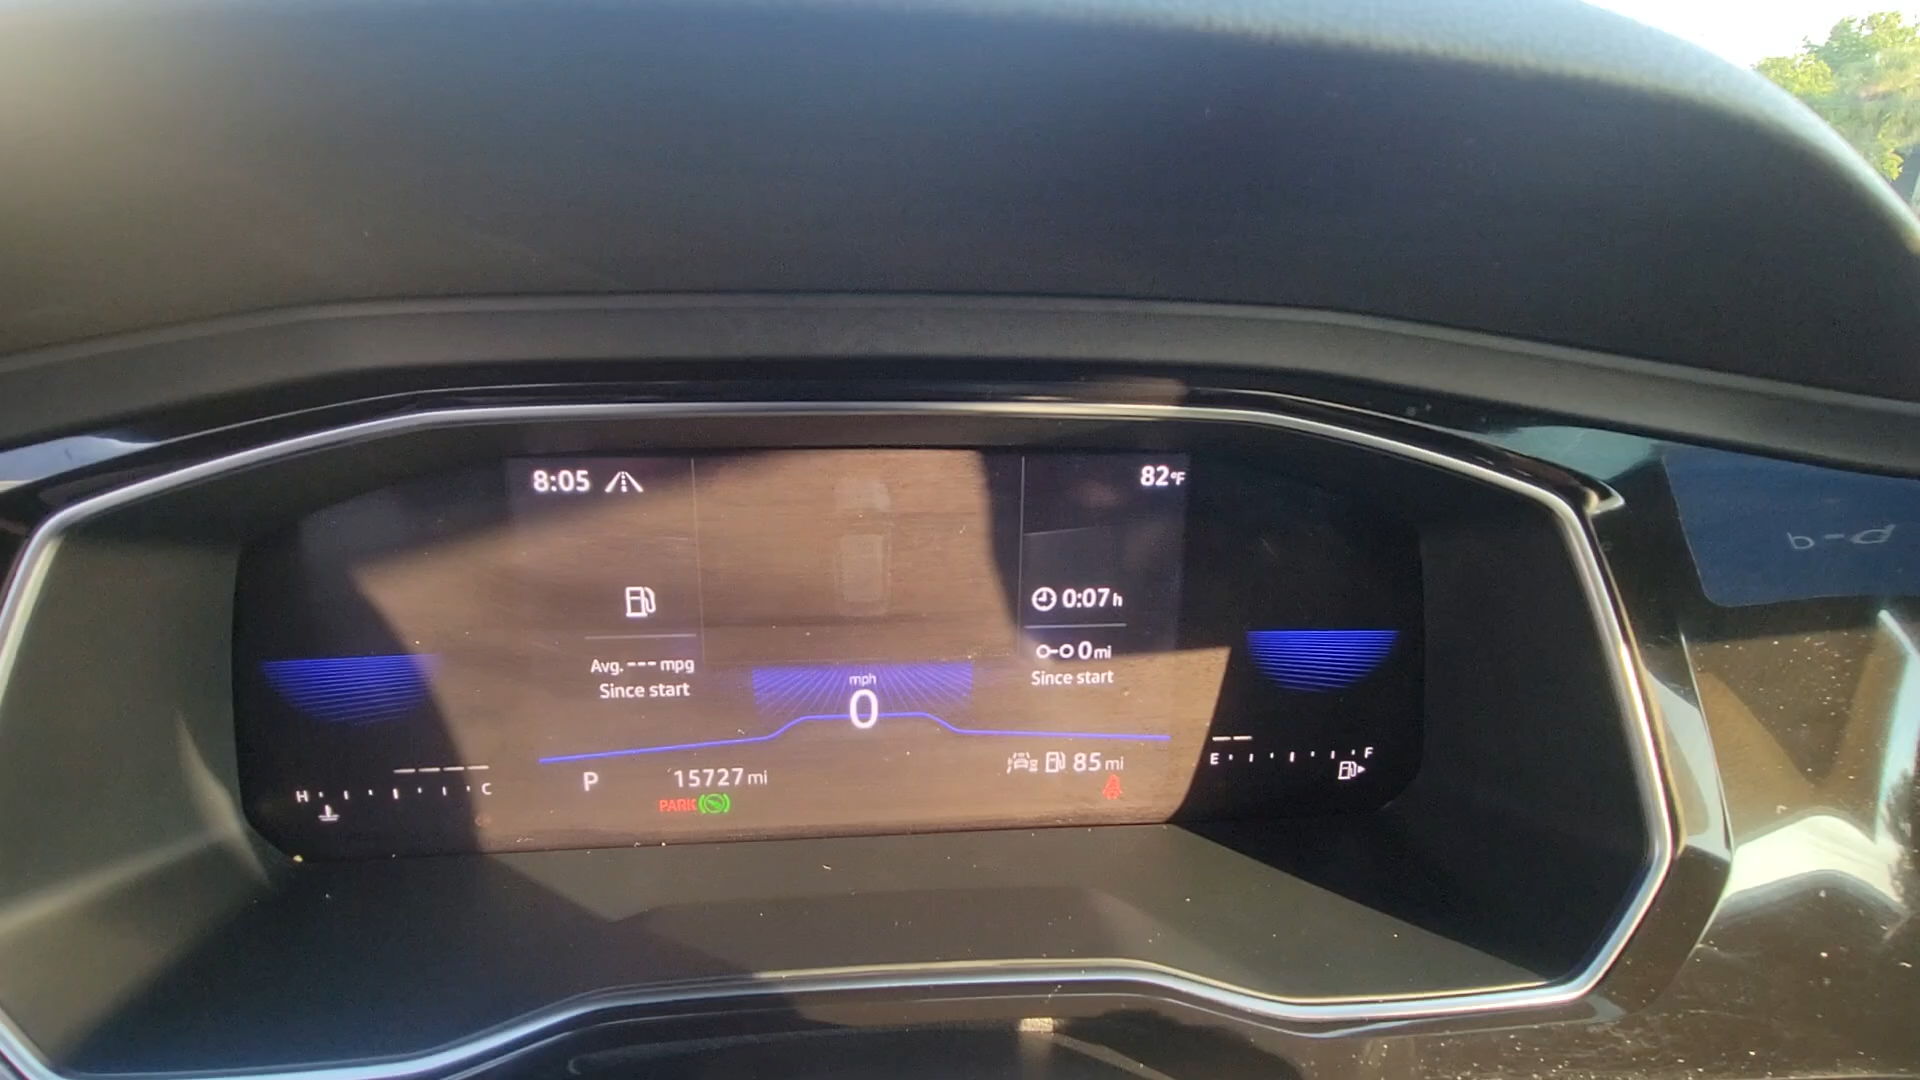 8:05
82°F
0:07 h
Avg. --- mpg
Since start
0 mi
Since start
mph
0
P
15727 mi
85 mi
PARK
H C
E F